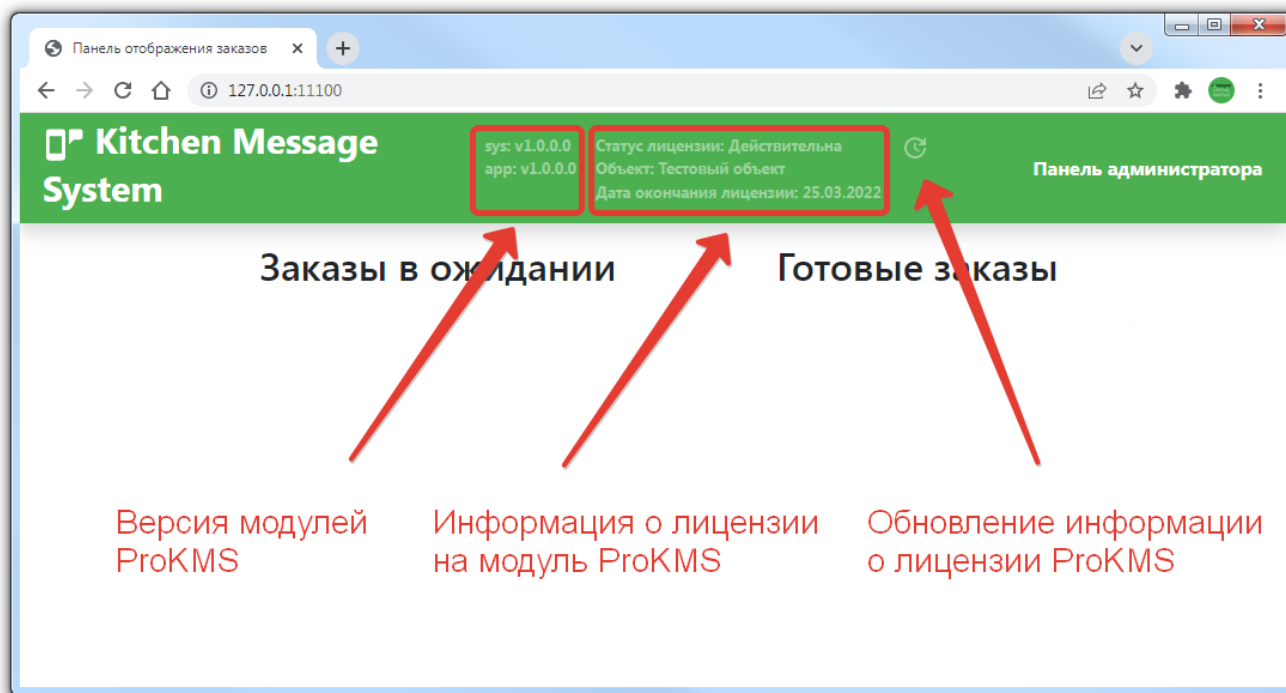 Панель отображения заказов
127.0.0.1:11100
Kitchen Message
System
sys: v1.0.0.0
app: v1.0.0.0
Статус лицензии: Действительна
Объект: Тестовый объект
Дата окончания лицензии: 25.03.2022
Панель администратора
Заказы в ожидании
Готовые заказы
Версия модулей
ProKMS
Информация о лицензии
на модуль ProKMS
Обновление информации
о лицензии ProKMS